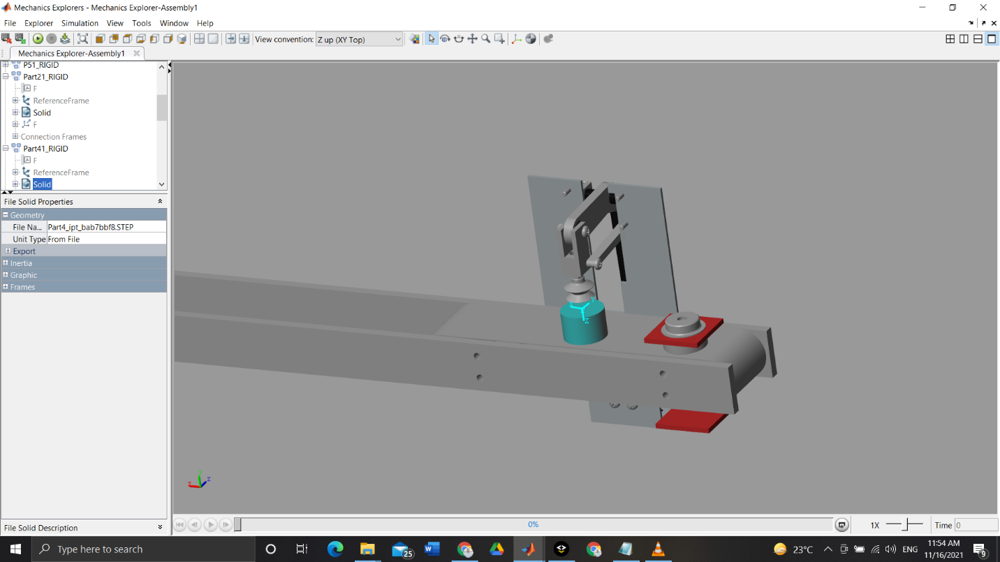 Mechanics Explorers - Mechanics Explorer-Assembly1
File Explorer Simulation View Tools Window Help
View convention: Z up (XY Top)
Mechanics Explorer-Assembly1
P51_RIGID
Part21_RIGID
F
ReferenceFrame
Solid
F
Connection Frames
Part41_RIGID
F
ReferenceFrame
Solid
File Solid Properties
Geometry
File Na... Part4_ipt_bab7bbf8.STEP
Unit Type From File
Export
Inertia
Graphic
Frames
Y
Z
Z
File Solid Description
0%
1X
Time 0
Type here to search
25
23°C
ENG
11:54 AM
11/16/2021
9